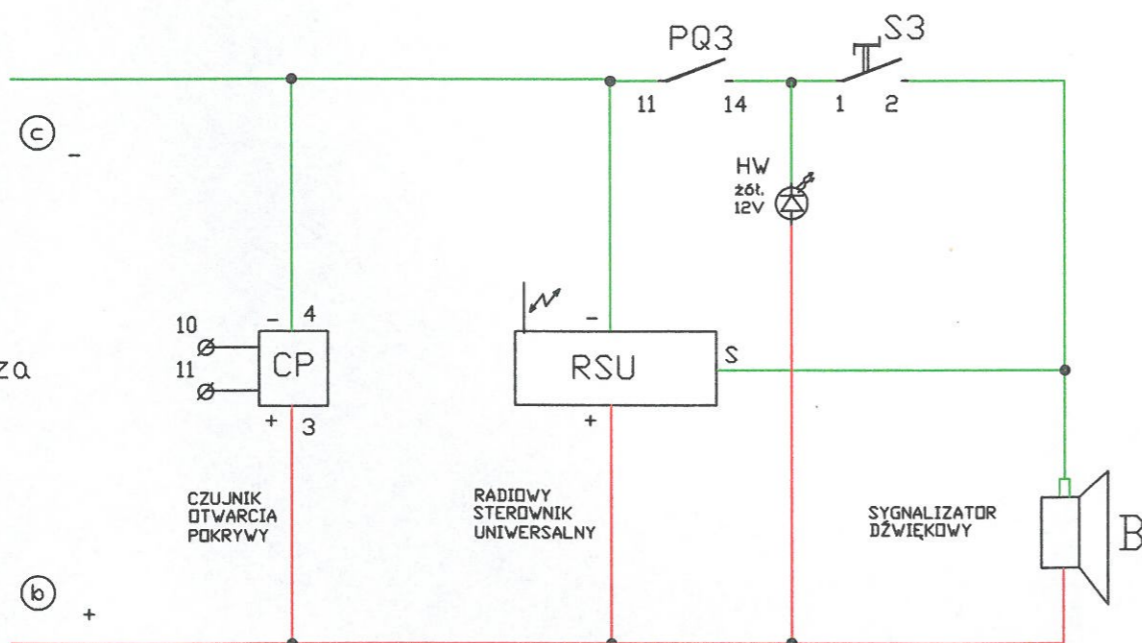 PQ3
S3
11
14
1
2
c
-
HW
żół.
12V
10
11
- 4
CP
+ 3
-
RSU
S
+
za
CZUJNIK
OTWARCIA
POKRYWY
RADIOWY
STEROWNIK
UNIWERSALNY
SYGNALIZATOR
DŹWIĘKOWY
B
b
+